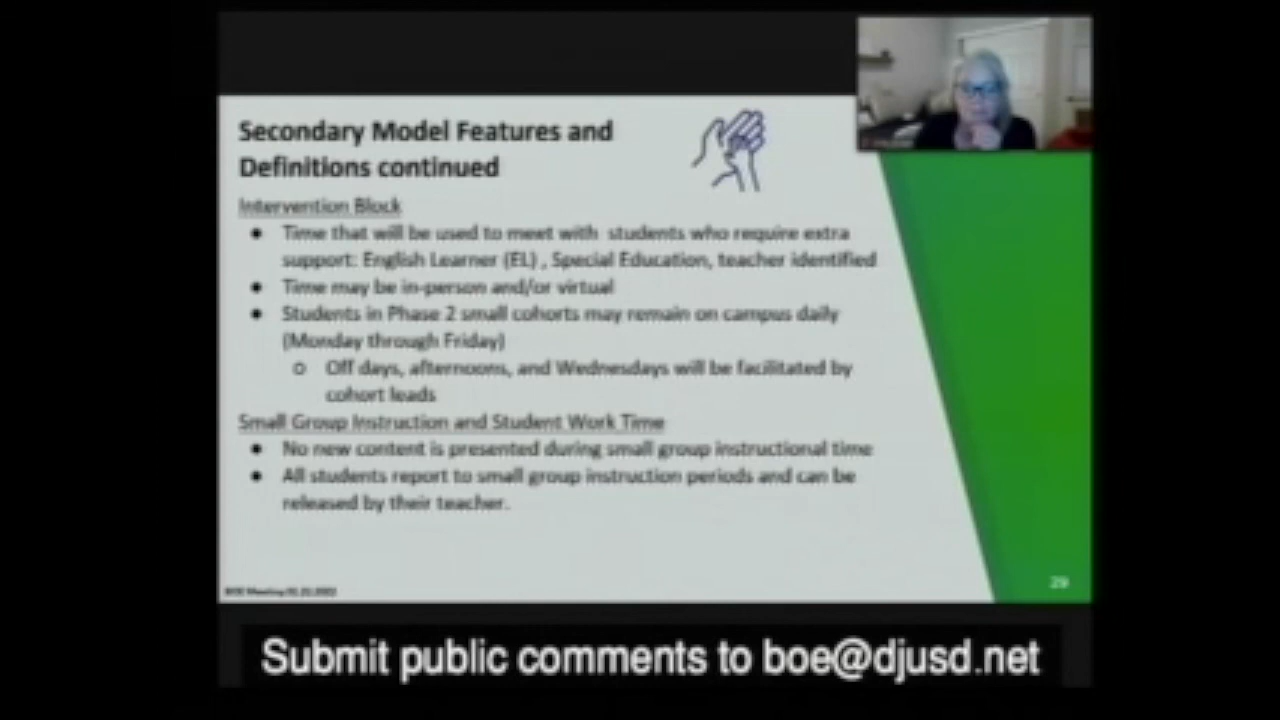 Secondary Model Features and
Definitions continued
Intervention Block
● Time that will be used to meet with students who require extra
support: English Learner (EL) , Special Education, teacher identified
● Time may be in-person and/or virtual
● Students in Phase 2 small cohorts may remain on campus daily
(Monday through Friday)
o Off days, afternoons, and Wednesdays will be facilitated by
cohort leads
Small Group Instruction and Student Work Time
● No new content is presented during small group instructional time
● All students report to small group instruction periods and can be
released by their teacher.
BOE Meeting
29
Submit public comments to boe@djusd.net